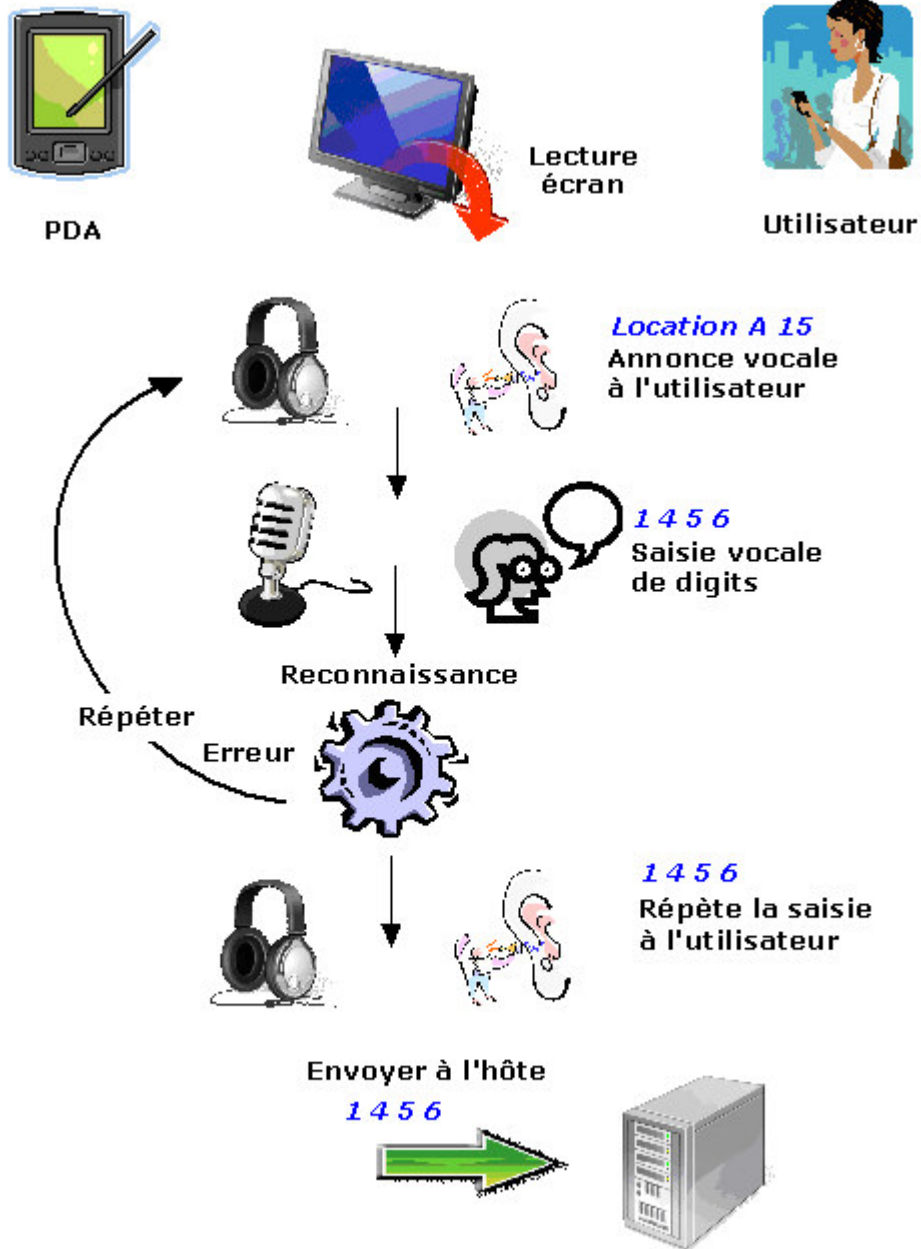 Lecture
écran
PDA
Utilisateur
Location A 15
Annonce vocale
à l'utilisateur
1 4 5 6
Saisie vocale
de digits
Reconnaissance
Répéter
Erreur
1 4 5 6
Répète la saisie
à l'utilisateur
Envoyer à l'hôte
1 4 5 6